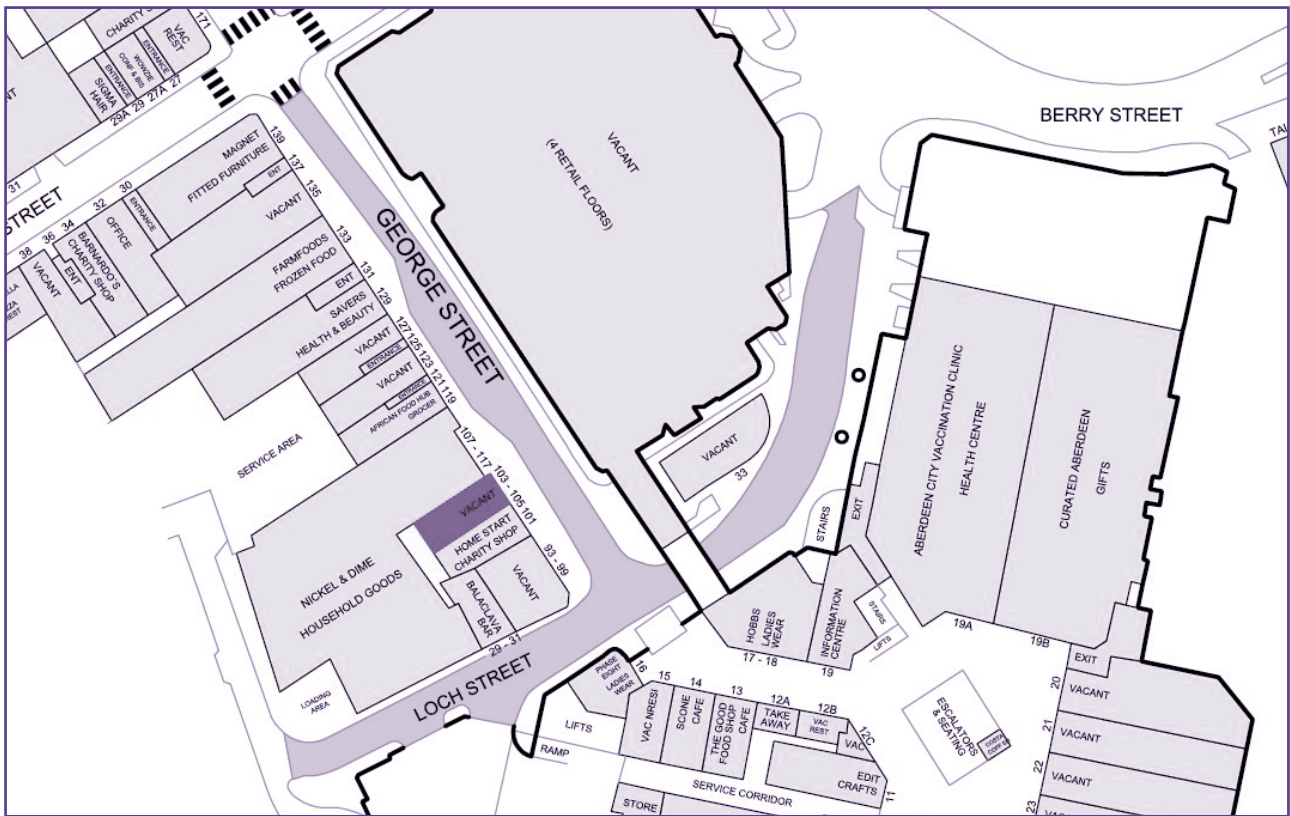 CHARITY S
171
VAC
REST
ENTRANCE
WOWZIE
CONF & BIS
ENTRANCE
SIGMA
HAIR
29A
29
27A
27
31
STREET
38
36
34
32
30
VACANT
ENT
BARNARDO'S
CHARITY SHOP
OFFICE
ENTRANCE
MAGNET
FITTED FURNITURE
139
137
ENT
135
VACANT
133
FARMFOODS
FROZEN FOOD
131
ENT
129
SAVERS
HEALTH & BEAUTY
127
VACANT
125
ENTRANCE
123
VACANT
121
ENTRANCE
119
AFRICAN FOOD HUB
GROCER
SERVICE AREA
107 - 117
103 - 105
VACANT
101
HOME START
CHARITY SHOP
93 - 99
VACANT
BALACLAVA
BAR
29 - 31
NICKEL & DIME
HOUSEHOLD GOODS
LOADING
AREA
GEORGE STREET
LOCH STREET
VACANT
(4 RETAIL FLOORS)
BERRY STREET
VACANT
33
STAIRS
EXIT
ABERDEEN CITY VACCINATION CLINIC
HEALTH CENTRE
CURATED ABERDEEN
GIFTS
19A
19B
HOBBS
LADIES
WEAR
17 - 18
INFORMATION
CENTRE
19
STAIRS
LIFTS
PHASE
EIGHT
LADIES
WEAR
16
15
VAC NRESI
14
SCONE
CAFE
13
THE GOOD
FOOD SHOP
CAFE
12A
TAKE
AWAY
12B
VAC
REST
12C
VAC
EDIT
CRAFTS
11
LIFTS
RAMP
SERVICE CORRIDOR
STORE
ESCALATORS
& SEATING
COSTA
EXIT
20
VACANT
21
VACANT
22
VACANT
23